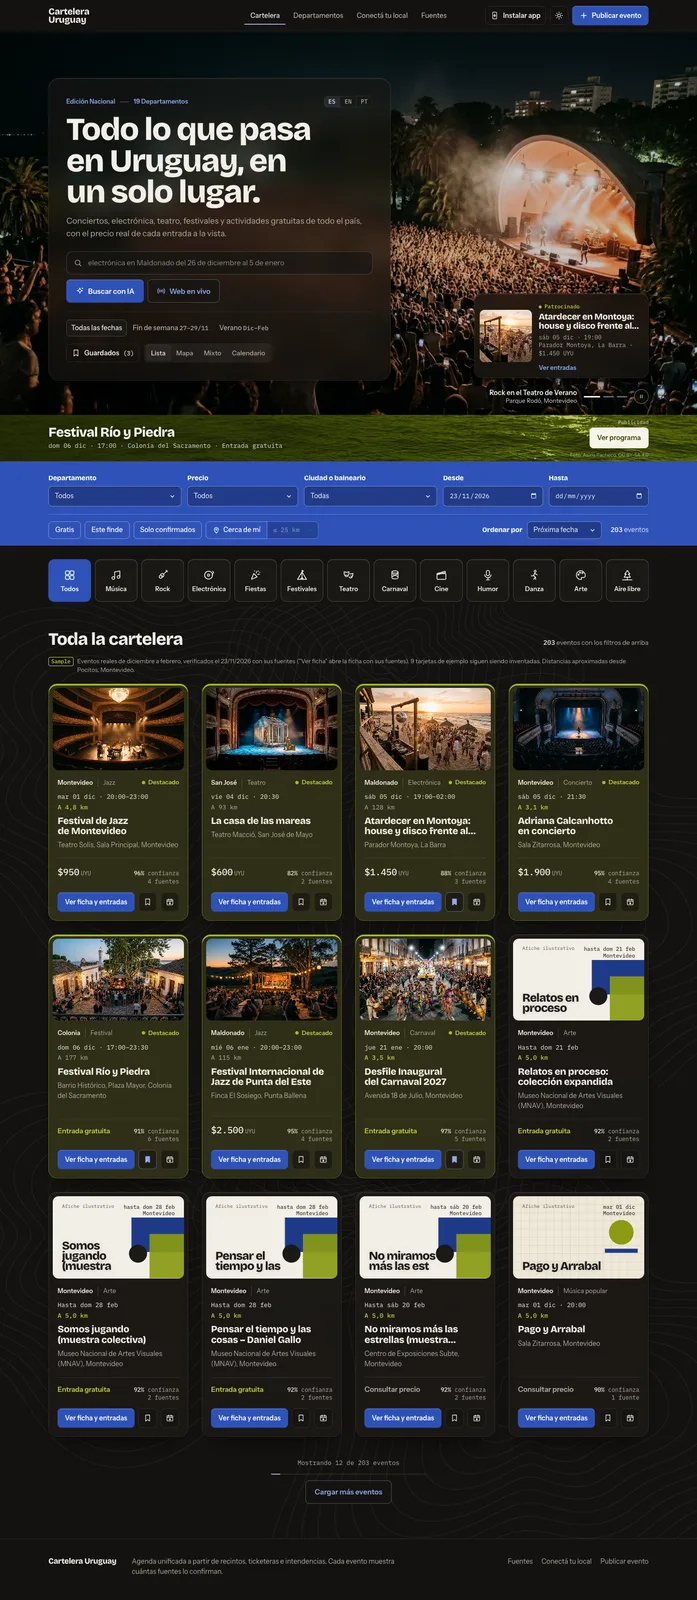 Cartelera
Uruguay
Cartelera
Departamentos
Conectá tu local
Fuentes
Instalar app
Publicar evento
Edición Nacional — 19 Departamentos
ES EN PT
Todo lo que pasa
en Uruguay, en
un solo lugar.
Conciertos, electrónica, teatro, festivales y actividades gratuitas de todo el país,
con el precio real de cada entrada a la vista.
electrónica en Maldonado del 26 de diciembre al 5 de enero
Buscar con IA
Web en vivo
Todas las fechas
Fin de semana 27–29/11
Verano Dic–Feb
Guardados (3)
Lista
Mapa
Mixto
Calendario
Patrocinado
Atardecer en Montoya:
house y disco frente al...
sáb 05 dic · 19:00
Parador Montoya, La Barra ·
$1.450 UYU
Ver entradas
Rock en el Teatro de Verano
Parque Rodó, Montevideo
Festival Río y Piedra
dom 06 dic · 17:00 · Colonia del Sacramento · Entrada gratuita
Publicidad
Ver programa
Departamento
Todos
Precio
Todos
Ciudad o balneario
Todas
Desde
23/11/2026
Hasta
dd/mm/yyyy
Gratis
Este finde
Solo confirmados
Cerca de mí
≤ 25 km
Ordenar por
Próxima fecha
203 eventos
Todos
Música
Rock
Electrónica
Fiestas
Festivales
Teatro
Carnaval
Cine
Humor
Danza
Arte
Aire libre
Toda la cartelera
203 eventos con los filtros de arriba
Sample
Eventos reales de diciembre a febrero, verificados el 23/11/2026 con sus fuentes ("Ver ficha" abre la ficha con sus fuentes). 9 tarjetas de ejemplo siguen siendo inventadas. Distancias aproximadas desde
Pocitos, Montevideo.
Montevideo | Jazz
Destacado
mar 01 dic · 20:00–23:00
A 4,8 km
Festival de Jazz
de Montevideo
Teatro Solís, Sala Principal, Montevideo
$950 UYU
96% confianza
4 fuentes
Ver ficha y entradas
San José | Teatro
Destacado
vie 04 dic · 20:30
A 93 km
La casa de las mareas
Teatro Macció, San José de Mayo
$600 UYU
82% confianza
2 fuentes
Ver ficha y entradas
Maldonado | Electrónica
Destacado
sáb 05 dic · 19:00–02:00
A 128 km
Atardecer en Montoya:
house y disco frente al...
Parador Montoya, La Barra
$1.450 UYU
88% confianza
3 fuentes
Ver ficha y entradas
Montevideo | Concierto
Destacado
sáb 05 dic · 21:30
A 3,1 km
Adriana Calcanhotto
en concierto
Sala Zitarrosa, Montevideo
$1.900 UYU
95% confianza
4 fuentes
Ver ficha y entradas
Colonia | Festival
Destacado
dom 06 dic · 17:00–23:30
A 177 km
Festival Río y Piedra
Barrio Histórico, Plaza Mayor, Colonia
del Sacramento
Entrada gratuita
91% confianza
6 fuentes
Ver ficha y entradas
Maldonado | Jazz
Destacado
mié 06 ene · 20:00–23:00
A 115 km
Festival Internacional de
Jazz de Punta del Este
Finca El Sosiego, Punta Ballena
$2.500 UYU
95% confianza
4 fuentes
Ver ficha y entradas
Montevideo | Carnaval
Destacado
jue 21 ene · 20:00
A 3,5 km
Desfile Inaugural
del Carnaval 2027
Avenida 18 de Julio, Montevideo
Entrada gratuita
97% confianza
5 fuentes
Ver ficha y entradas
Afiche ilustrativo
hasta dom 21 feb
Montevideo
Relatos en
proceso
Montevideo | Arte
Hasta dom 21 feb
A 5,0 km
Relatos en proceso:
colección expandida
Museo Nacional de Artes Visuales
(MNAV), Montevideo
Entrada gratuita
92% confianza
2 fuentes
Ver ficha y entradas
Afiche ilustrativo
hasta dom 28 feb
Montevideo
Somos
jugando
(muestra
Montevideo | Arte
Hasta dom 28 feb
A 5,0 km
Somos jugando
(muestra colectiva)
Museo Nacional de Artes Visuales
(MNAV), Montevideo
Entrada gratuita
92% confianza
2 fuentes
Ver ficha y entradas
Afiche ilustrativo
hasta dom 28 feb
Montevideo
Pensar el
tiempo y las
Montevideo | Arte
Hasta dom 28 feb
A 5,0 km
Pensar el tiempo y las
cosas – Daniel Gallo
Museo Nacional de Artes Visuales
(MNAV), Montevideo
Entrada gratuita
92% confianza
2 fuentes
Ver ficha y entradas
Afiche ilustrativo
hasta sáb 20 feb
Montevideo
No miramos
más las est
Montevideo | Arte
Hasta sáb 20 feb
A 5,0 km
No miramos más las
estrellas (muestra...
Centro de Exposiciones Subte,
Montevideo
Consultar precio
92% confianza
2 fuentes
Ver ficha y entradas
Afiche ilustrativo
mar 01 dic
Montevideo
Pago y Arrabal
Montevideo | Música popular
mar 01 dic · 20:00
A 5,0 km
Pago y Arrabal
Sala Zitarrosa, Montevideo
Consultar precio
90% confianza
1 fuente
Ver ficha y entradas
Mostrando 12 de 203 eventos
Cargar más eventos
Cartelera Uruguay
Agenda unificada a partir de recintos, ticketeras e intendencias. Cada evento muestra
cuántas fuentes lo confirman.
Fuentes
Conectá tu local
Publicar evento